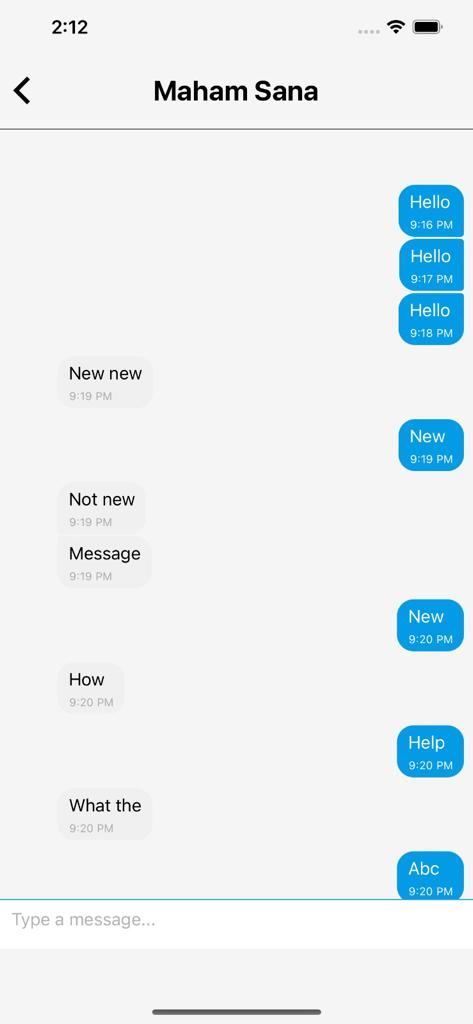 2:12
Maham Sana
Hello
9:16 PM
Hello
9:17 PM
Hello
9:18 PM
New new
9:19 PM
New
9:19 PM
Not new
9:19 PM
Message
9:19 PM
New
9:20 PM
How
9:20 PM
Help
9:20 PM
What the
9:20 PM
Abc
9:20 PM
Type a message...